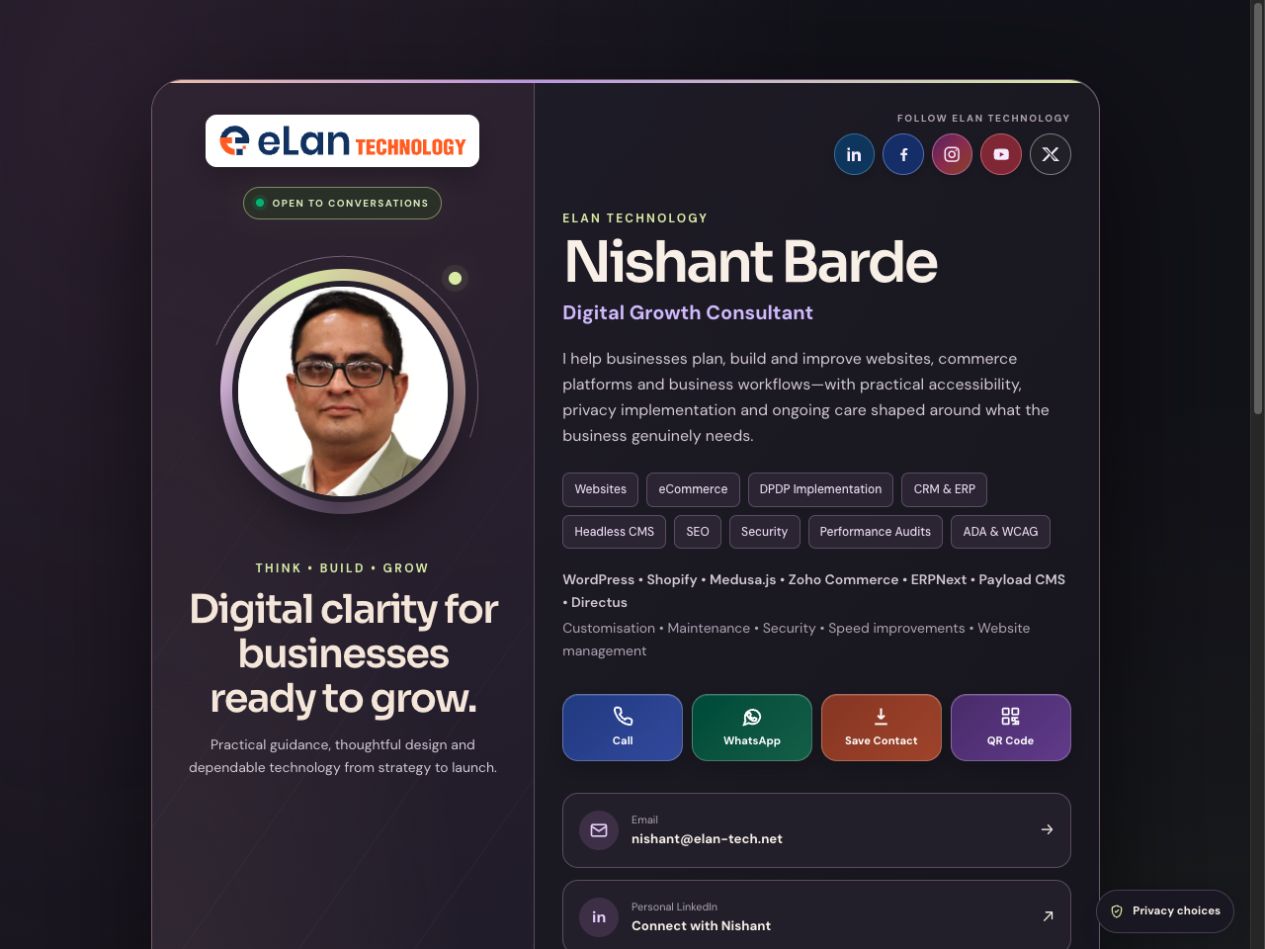 eLan TECHNOLOGY
OPEN TO CONVERSATIONS
THINK • BUILD • GROW
Digital clarity for
businesses
ready to grow.
Practical guidance, thoughtful design and
dependable technology from strategy to launch.
FOLLOW ELAN TECHNOLOGY
in
f
X
ELAN TECHNOLOGY
Nishant Barde
Digital Growth Consultant
I help businesses plan, build and improve websites, commerce
platforms and business workflows—with practical accessibility,
privacy implementation and ongoing care shaped around what the
business genuinely needs.
Websites eCommerce DPDP Implementation CRM & ERP
Headless CMS SEO Security Performance Audits ADA & WCAG
WordPress • Shopify • Medusa.js • Zoho Commerce • ERPNext • Payload CMS
• Directus
Customisation • Maintenance • Security • Speed improvements • Website
management
Call WhatsApp Save Contact QR Code
Email
nishant@elan-tech.net
in
Personal LinkedIn
Connect with Nishant
Privacy choices